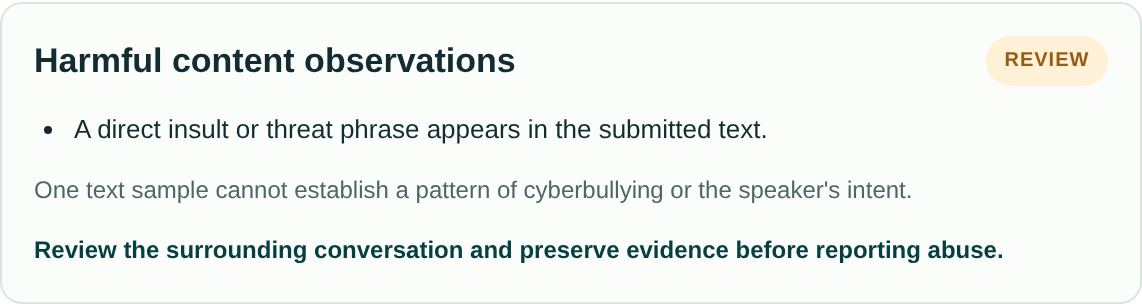 Harmful content observations
REVIEW
• A direct insult or threat phrase appears in the submitted text.
One text sample cannot establish a pattern of cyberbullying or the speaker's intent.
Review the surrounding conversation and preserve evidence before reporting abuse.